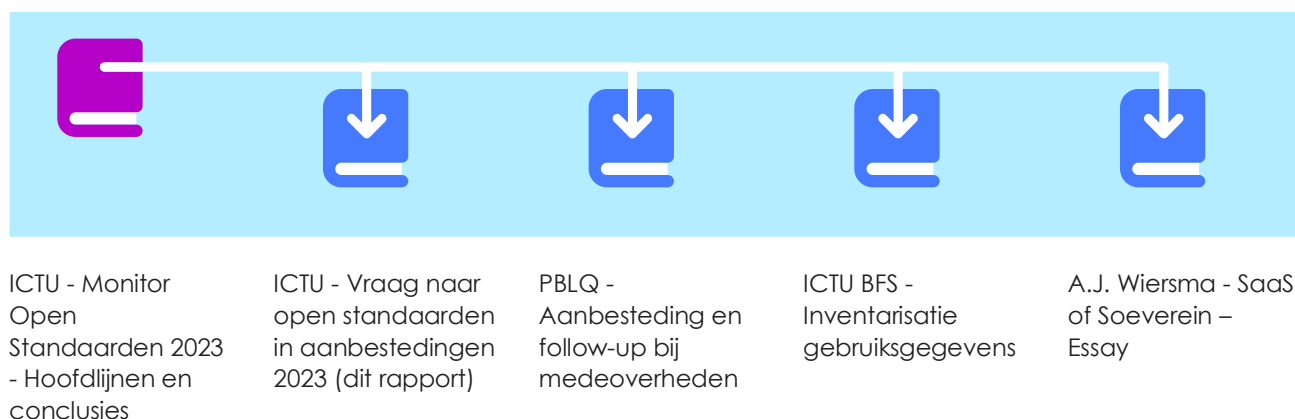 ICTU - Monitor
Open
Standaarden 2023
- Hoofdlijnen en
conclusies
ICTU - Vraag naar
open standaarden
in aanbestedingen
2023 (dit rapport)
PBLQ -
Aanbesteding en
follow-up bij
medeoverheden
ICTU BFS -
Inventarisatie
gebruiksgegevens
A.J. Wiersma - SaaS
of Soeverein –
Essay